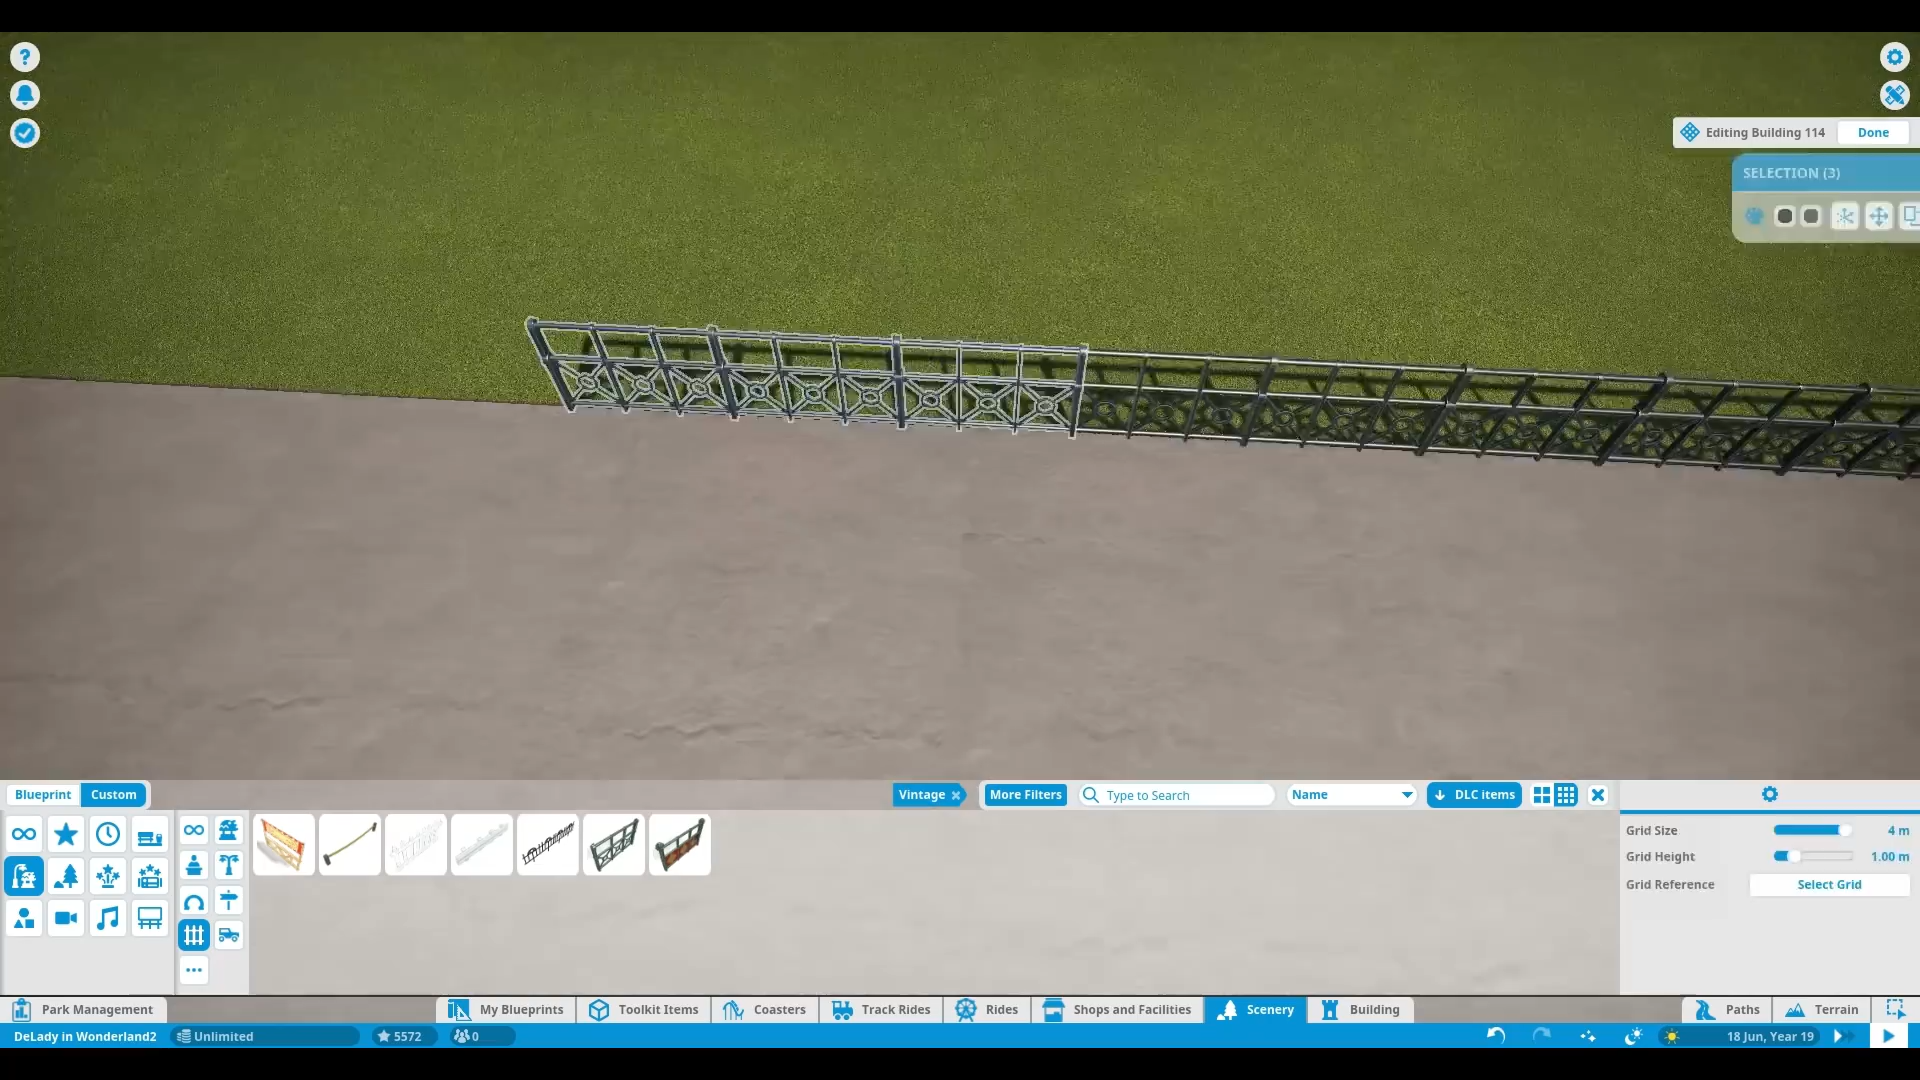 ?
Editing Building 114 Done
SELECTION (3)
Blueprint Custom Vintage More Filters Type to Search Name DLC items
Grid Size 4 m
Grid Height 1.00 m
Grid Reference Select Grid
Park Management My Blueprints Toolkit Items Coasters Track Rides Rides Shops and Facilities Scenery Building Paths Terrain
DeLady in Wonderland2 Unlimited 5572 0 18 Jun, Year 19